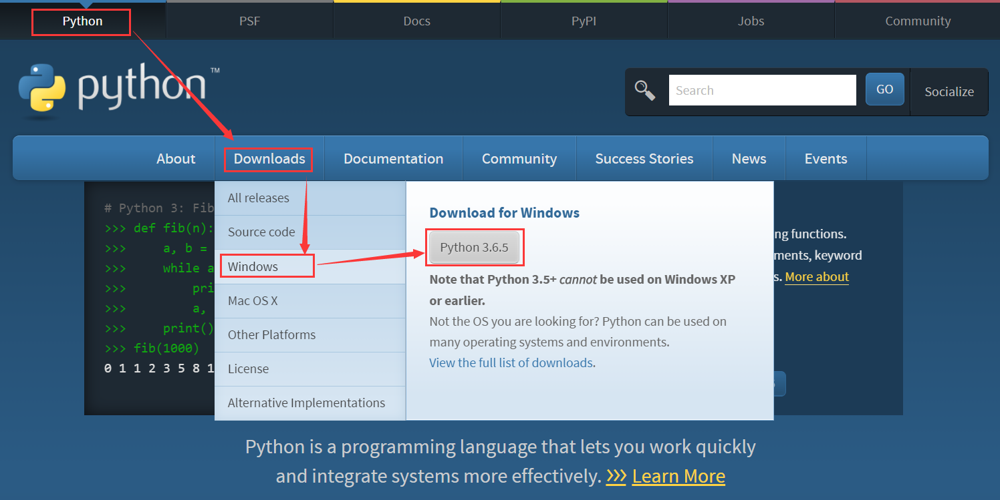 Python
PSF
Docs
PyPI
Jobs
Community
python™
Search
GO
Socialize
About
Downloads
Documentation
Community
Success Stories
News
Events
# Python 3: Fib
>>> def fib(n):
>>>     a, b =
>>>     while a
>>>         pri
>>>         a,
>>>     print()
>>> fib(1000)
0 1 1 2 3 5 8 1
All releases
Source code
Windows
Mac OS X
Other Platforms
License
Alternative Implementations
Download for Windows
Python 3.6.5
Note that Python 3.5+ cannot be used on Windows XP
or earlier.
Not the OS you are looking for? Python can be used on
many operating systems and environments.
View the full list of downloads.
ng functions.
ments, keyword
s. More about
Python is a programming language that lets you work quickly
and integrate systems more effectively. >>> Learn More